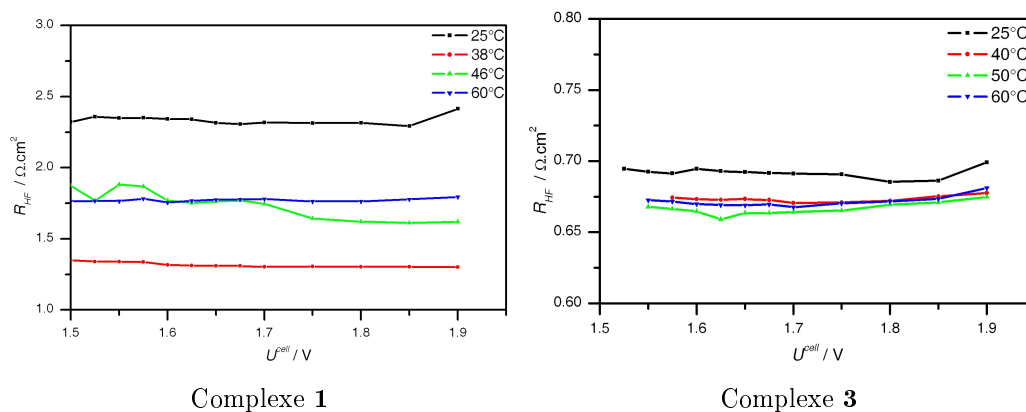 3.0
2.5
2.0
1.5
1.0
R_HF / Ω.cm²
25°C
38°C
46°C
60°C
1.5 1.6 1.7 1.8 1.9
U^cell / V
Complexe 1
0.80
0.75
0.70
0.65
0.60
R_HF / Ω.cm²
25°C
40°C
50°C
60°C
1.5 1.6 1.7 1.8 1.9
U^cell / V
Complexe 3